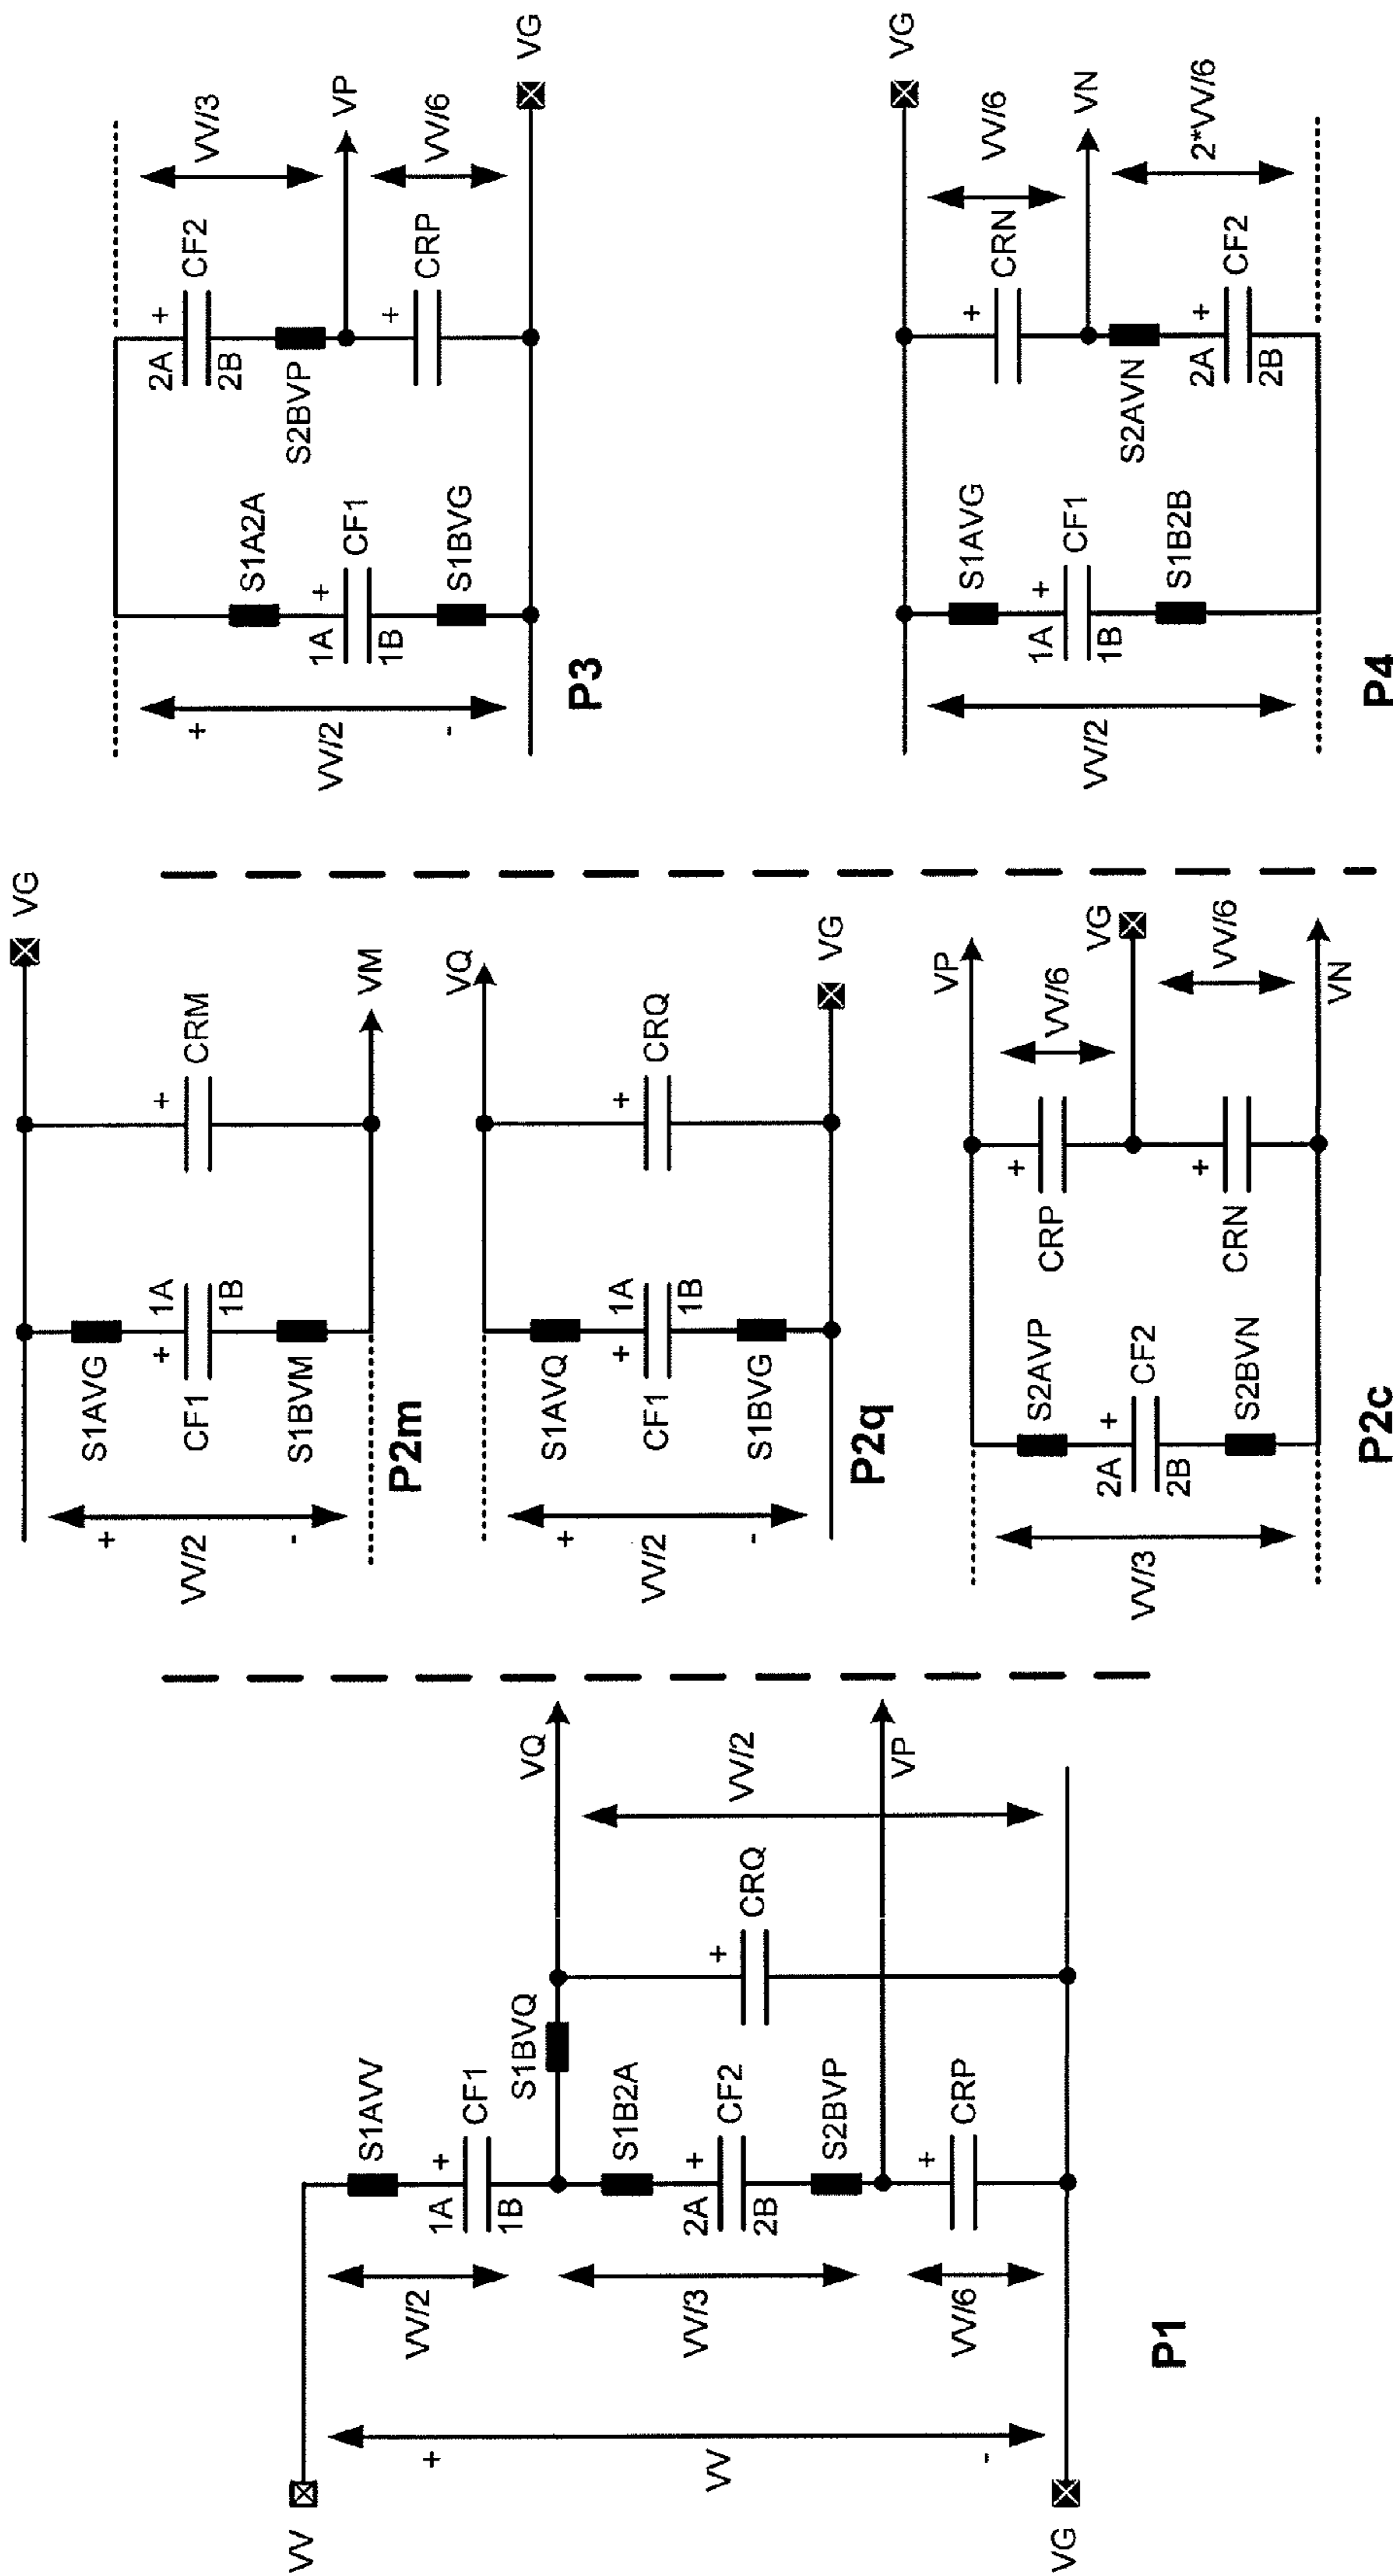 VV
VG
+
VV
-
VV/2
VV/3
VV/6
S1AVV
+
1A
1B
CF1
S1BVQ
S1B2A
+
2A
2B
CF2
S2BVP
+
CRP
+
CRQ
VQ
VP
VV/2
P1
VG
+
VV/2
-
S1AVG
+
1A
CF1
1B
S1BVM
+
CRM
VM
P2m
VQ
+
VV/2
-
S1AVQ
+
1A
CF1
1B
S1BVG
+
CRQ
VG
P2q
VP
VV/3
S2AVP
+
2A
2B
CF2
S2BVN
+
CRP
+
CRN
VV/6
VG
VV/6
VN
P2c
+
VV/2
-
S1A2A
+
1A
1B
CF1
S1BVG
+
2A
2B
CF2
S2BVP
+
CRP
VV/3
VP
VV/6
VG
P3
VG
VV/2
S1AVG
+
1A
1B
CF1
S1B2B
+
CRN
S2AVN
+
2A
2B
CF2
VV/6
VN
2*VV/6
P4